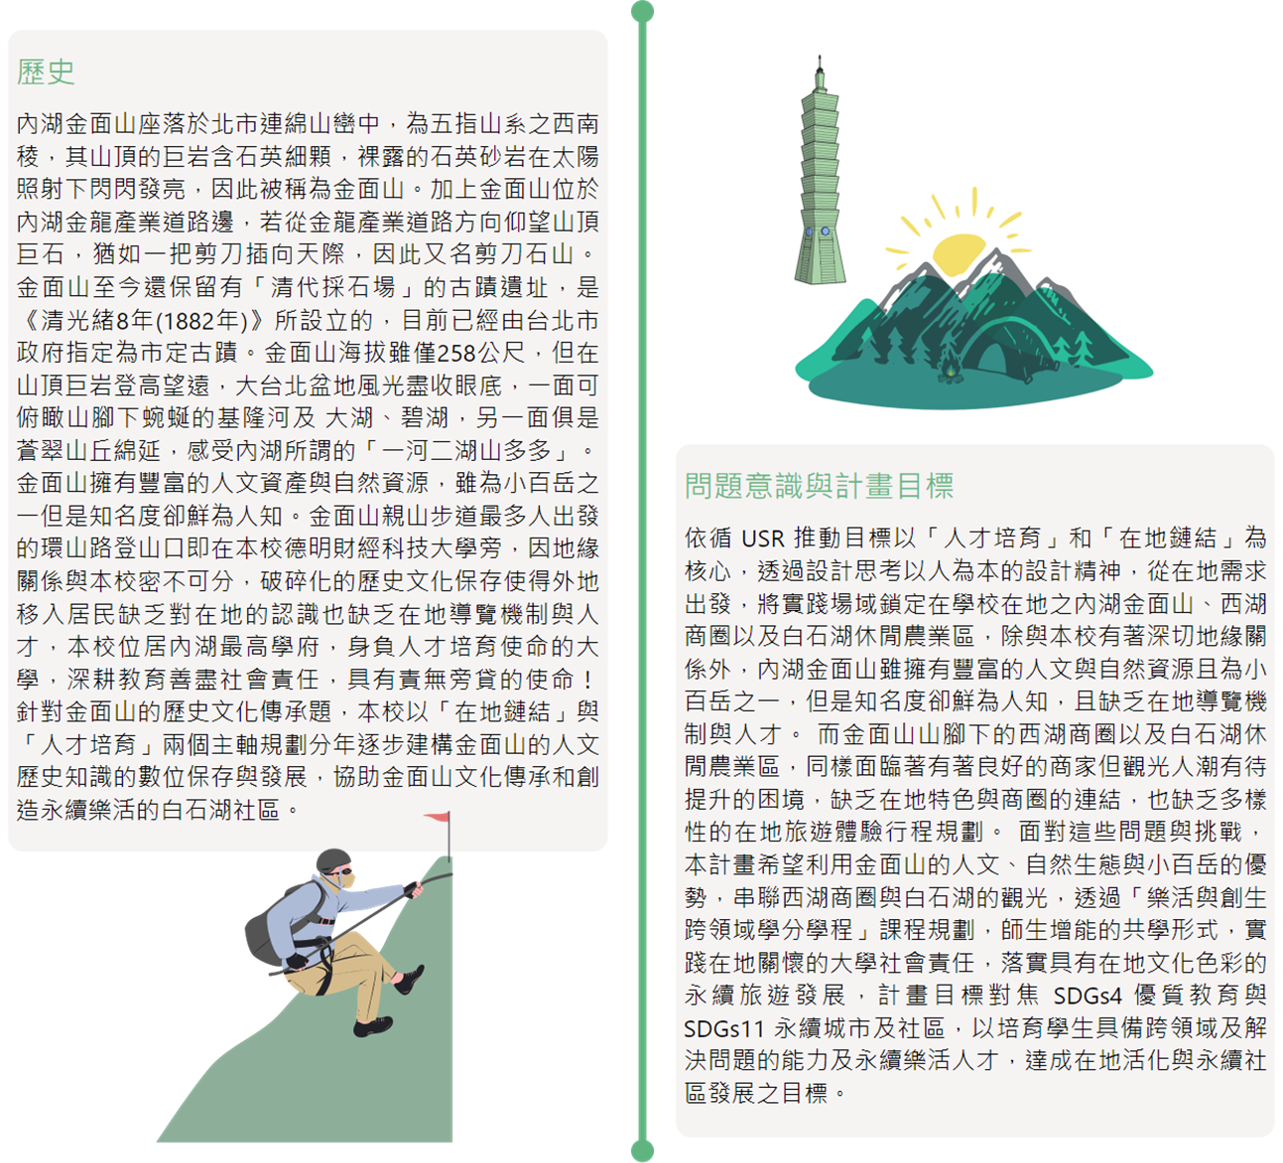 歷史
內湖金面山座落於北市連綿山巒中，為五指山系之西南
稜，其山頂的巨岩含石英細顆，裸露的石英砂岩在太陽
照射下閃閃發亮，因此被稱為金面山。加上金面山位於
內湖金龍產業道路邊，若從金龍產業道路方向仰望山頂
巨石，猶如一把剪刀插向天際，因此又名剪刀石山。
金面山至今還保留有「清代採石場」的古蹟遺址，是
《清光緒8年(1882年)》所設立的，目前已經由台北市
政府指定為市定古蹟。金面山海拔雖僅258公尺，但在
山頂巨岩登高望遠，大台北盆地風光盡收眼底，一面可
俯瞰山腳下蜿蜒的基隆河及 大湖、碧湖，另一面俱是
蒼翠山丘綿延，感受內湖所謂的「一河二湖山多多」。
金面山擁有豐富的人文資產與自然資源，雖為小百岳之
一但是知名度卻鮮為人知。金面山親山步道最多人出發
的環山路登山口即在本校德明財經科技大學旁，因地緣
關係與本校密不可分，破碎化的歷史文化保存使得外地
移入居民缺乏對在地的認識也缺乏在地導覽機制與人
才，本校位居內湖最高學府，身負人才培育使命的大
學，深耕教育善盡社會責任，具有責無旁貸的使命！
針對金面山的歷史文化傳承題，本校以「在地鏈結」與
「人才培育」兩個主軸規劃分年逐步建構金面山的人文
歷史知識的數位保存與發展，協助金面山文化傳承和創
造永續樂活的白石湖社區。
問題意識與計畫目標
依循 USR 推動目標以「人才培育」和「在地鏈結」為
核心，透過設計思考以人為本的設計精神，從在地需求
出發，將實踐場域鎖定在學校在地之內湖金面山、西湖
商圈以及白石湖休閒農業區，除與本校有著深切地緣關
係外，內湖金面山雖擁有豐富的人文與自然資源且為小
百岳之一，但是知名度卻鮮為人知，且缺乏在地導覽機
制與人才。 而金面山山腳下的西湖商圈以及白石湖休
閒農業區，同樣面臨著有著良好的商家但觀光人潮有待
提升的困境，缺乏在地特色與商圈的連結，也缺乏多樣
性的在地旅遊體驗行程規劃。 面對這些問題與挑戰，
本計畫希望利用金面山的人文、自然生態與小百岳的優
勢，串聯西湖商圈與白石湖的觀光，透過「樂活與創生
跨領域學分學程」課程規劃，師生增能的共學形式，實
踐在地關懷的大學社會責任，落實具有在地文化色彩的
永續旅遊發展，計畫目標對焦 SDGs4 優質教育與
SDGs11 永續城市及社區，以培育學生具備跨領域及解
決問題的能力及永續樂活人才，達成在地活化與永續社
區發展之目標。